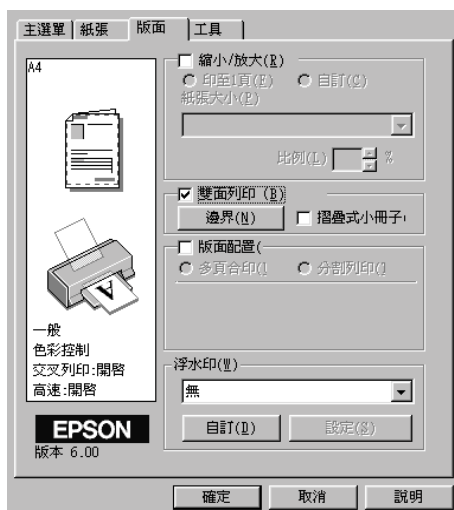 主選單 紙張 版面 工具
A4
縮小/放大(R)
印至1頁(F) 自訂(C)
紙張大小(P)
比例(L) %
雙面列印 (B)
邊界(N) 摺疊式小冊子
版面配置(
多頁合印( 分割列印(
一般
色彩控制
交叉列印:開啓
高速:開啓
浮水印(W)
無
自訂(D) 設定(S)
EPSON
版本 6.00
確定 取消 說明